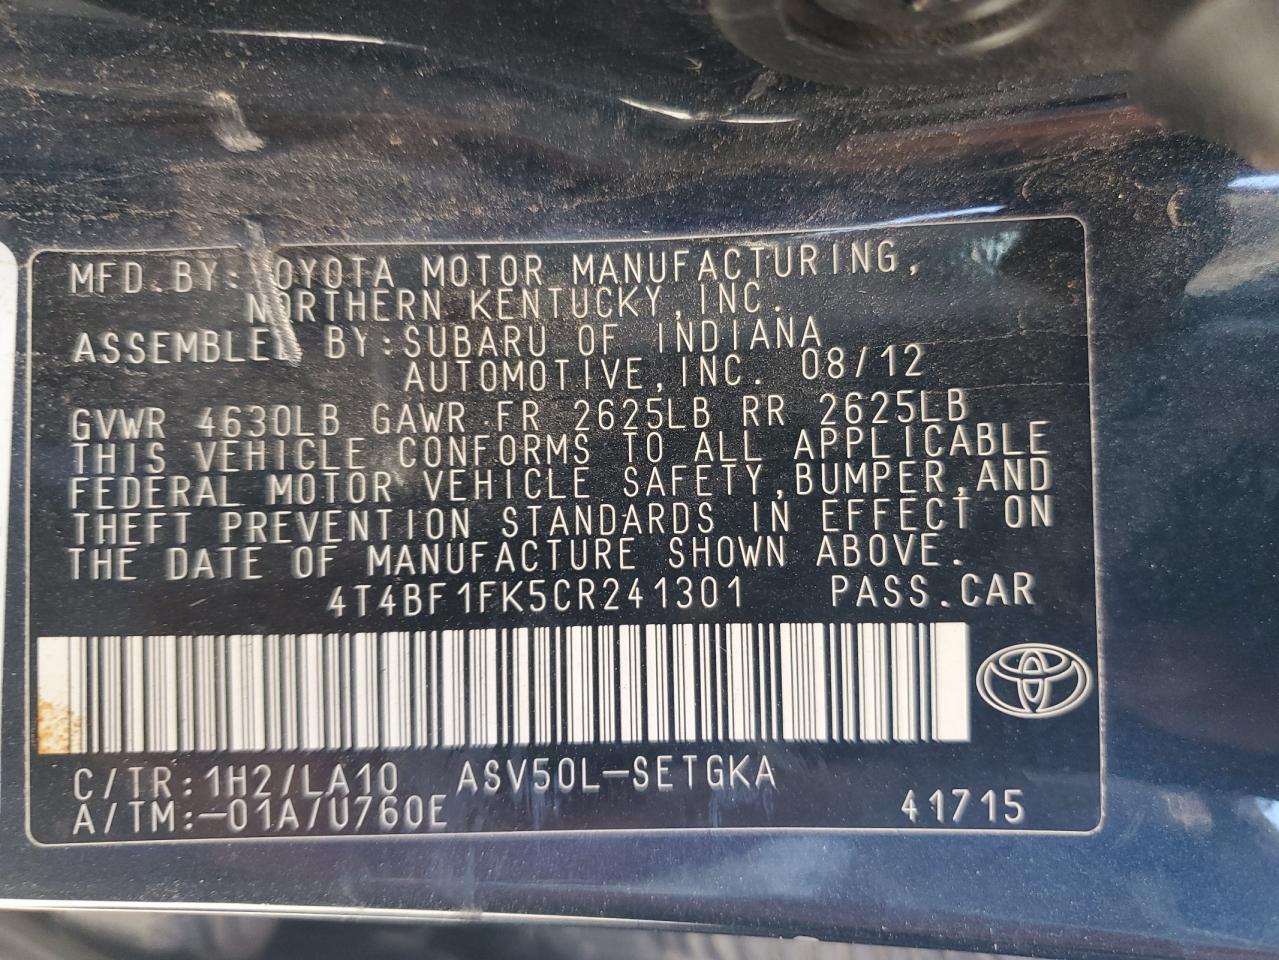 MFD.BY:TOYOTA MOTOR MANUFACTURING,
NORTHERN KENTUCKY,INC.
ASSEMBLED BY:SUBARU OF INDIANA
AUTOMOTIVE,INC. 08/12
GVWR 4630LB GAWR FR 2625LB RR 2625LB
THIS VEHICLE CONFORMS TO ALL APPLICABLE
FEDERAL MOTOR VEHICLE SAFETY,BUMPER,AND
THEFT PREVENTION STANDARDS IN EFFECT ON
THE DATE OF MANUFACTURE SHOWN ABOVE.
4T4BF1FK5CR241301 PASS.CAR
C/TR:1H2/LA10 ASV50L-SETGKA
A/TM:-01A/U760E 41715